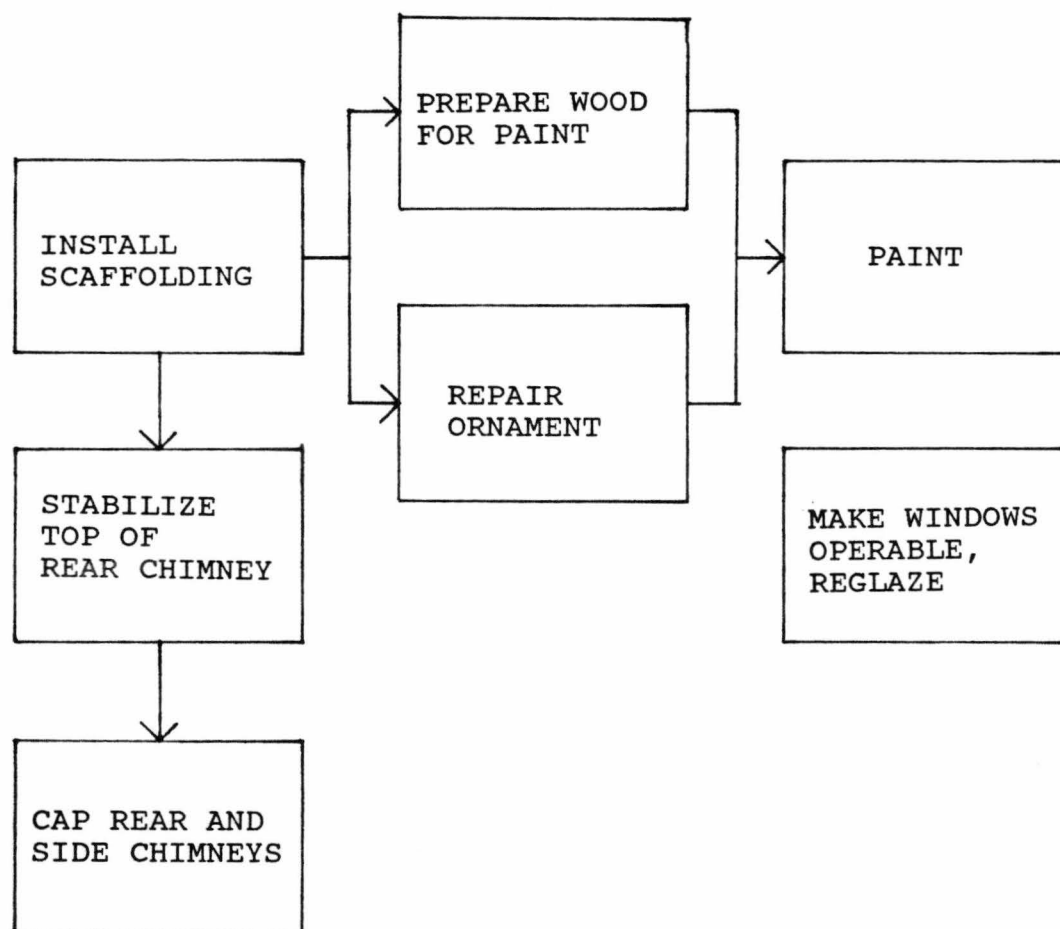 PREPARE WOOD
FOR PAINT
INSTALL
SCAFFOLDING
PAINT
REPAIR
ORNAMENT
STABILIZE
TOP OF
REAR CHIMNEY
MAKE WINDOWS
OPERABLE,
REGLAZE
CAP REAR AND
SIDE CHIMNEYS